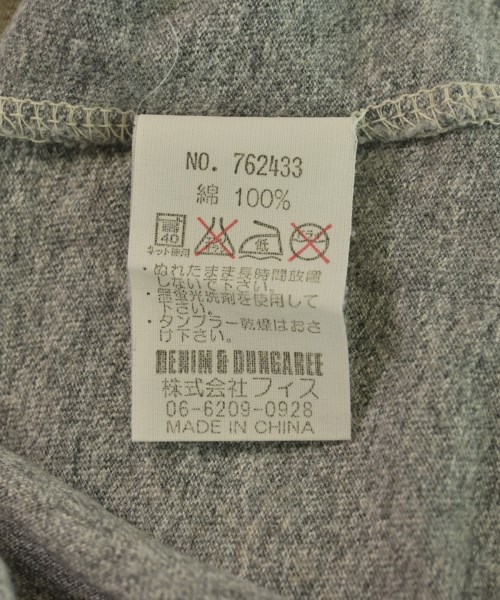 NO. 762433
綿 100%
40
ネット使用
低
・ぬれたまま長時間放置
しないで下さい。
・無蛍光洗剤を使用して
下さい。
・タンブラー乾燥はおさ
け下さい。
DENIM & DUNGAREE
株式会社フィス
06-6209-0928
MADE IN CHINA